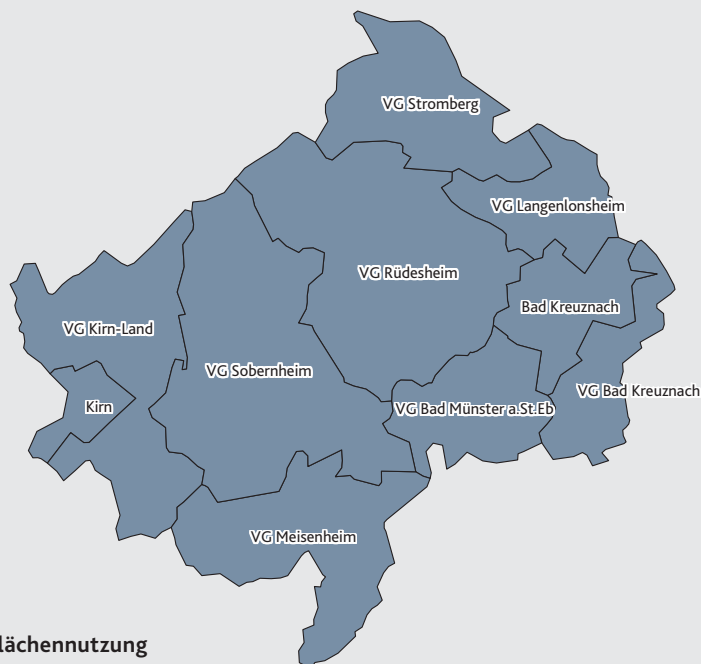 VG Stromberg
VG Langenlonsheim
VG Rüdesheim
Bad Kreuznach
VG Kirn-Land
VG Sobernheim
VG Bad Kreuznach
Kirn
VG Bad Münster a.St.Eb
VG Meisenheim
lächennutzung